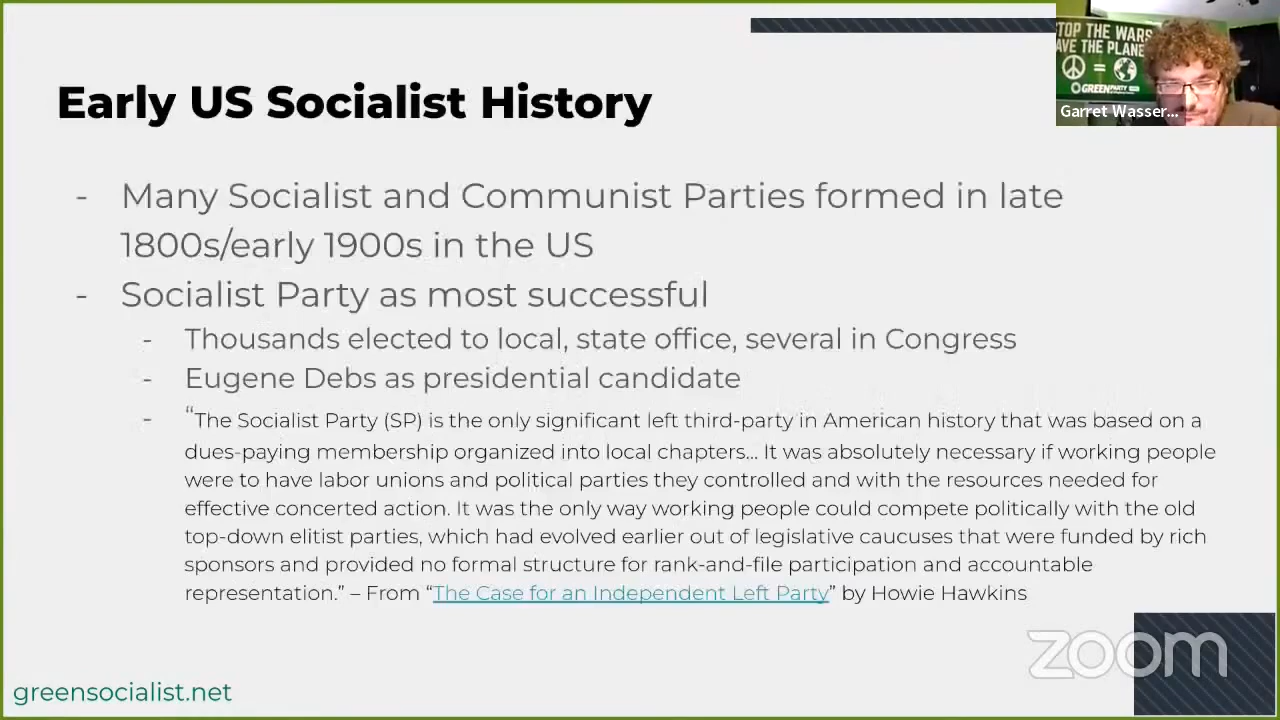 STOP THE WARS
SAVE THE PLANE
=
GREENPARTY
Garret Wasser...
Early US Socialist History
- Many Socialist and Communist Parties formed in late
1800s/early 1900s in the US
- Socialist Party as most successful
- Thousands elected to local, state office, several in Congress
- Eugene Debs as presidential candidate
- “The Socialist Party (SP) is the only significant left third-party in American history that was based on a
dues-paying membership organized into local chapters... It was absolutely necessary if working people
were to have labor unions and political parties they controlled and with the resources needed for
effective concerted action. It was the only way working people could compete politically with the old
top-down elitist parties, which had evolved earlier out of legislative caucuses that were funded by rich
sponsors and provided no formal structure for rank-and-file participation and accountable
representation.” – From “The Case for an Independent Left Party” by Howie Hawkins
zoom
greensocialist.net